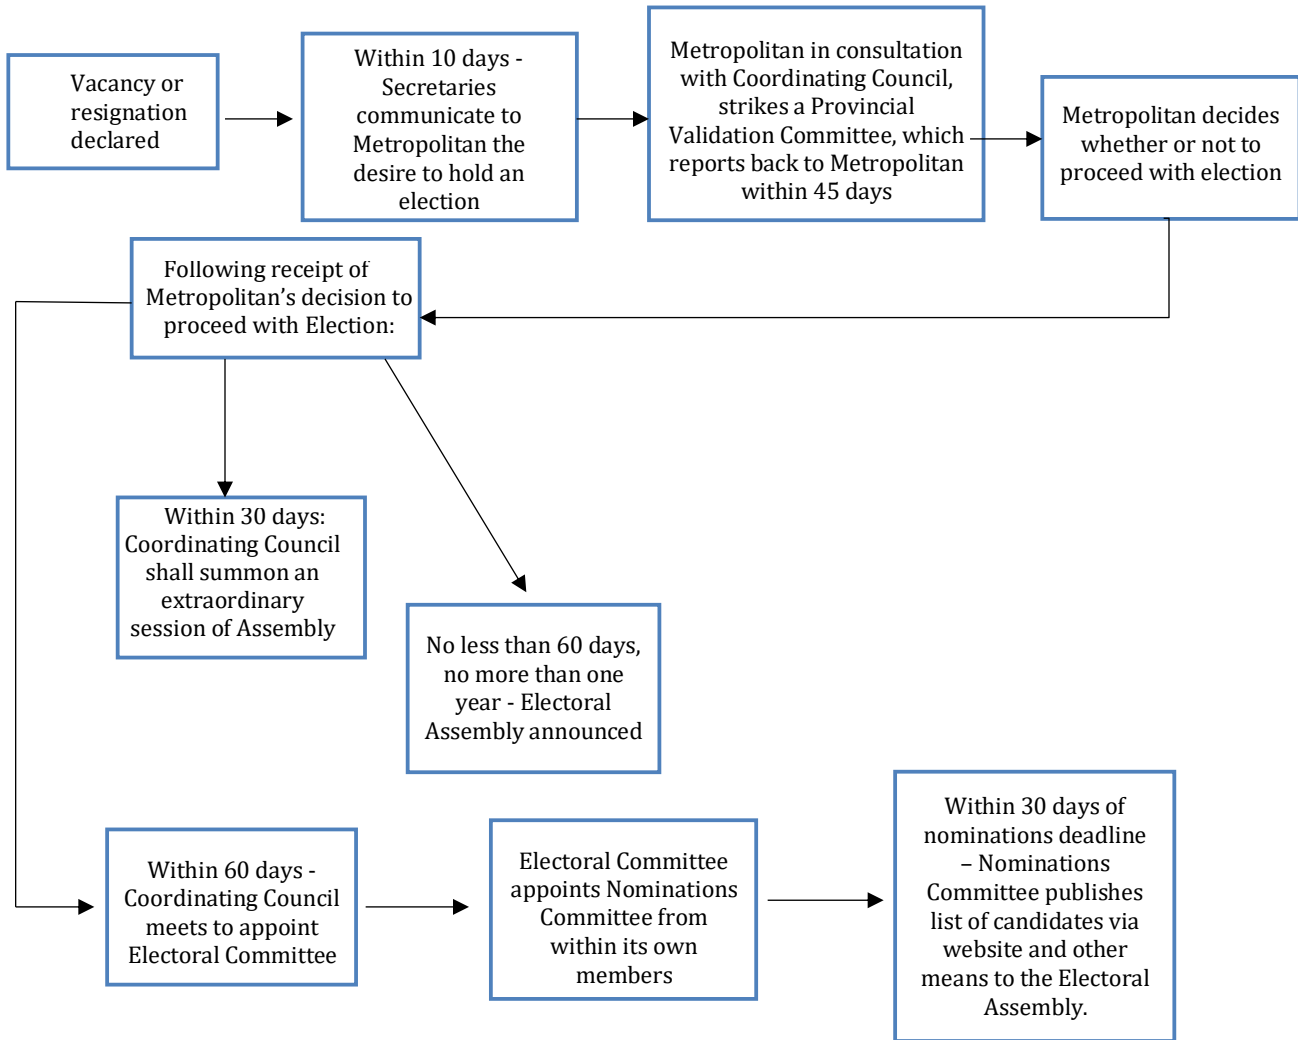 Vacancy or
resignation
declared
Within 10 days -
Secretaries
communicate to
Metropolitan the
desire to hold an
election
Metropolitan in consultation
with Coordinating Council,
strikes a Provincial
Validation Committee, which
reports back to Metropolitan
within 45 days
Metropolitan decides
whether or not to
proceed with election
Following receipt of
Metropolitan’s decision to
proceed with Election:
Within 30 days:
Coordinating Council
shall summon an
extraordinary
session of Assembly
No less than 60 days,
no more than one
year - Electoral
Assembly announced
Within 60 days -
Coordinating Council
meets to appoint
Electoral Committee
Electoral Committee
appoints Nominations
Committee from
within its own
members
Within 30 days of
nominations deadline
– Nominations
Committee publishes
list of candidates via
website and other
means to the Electoral
Assembly.